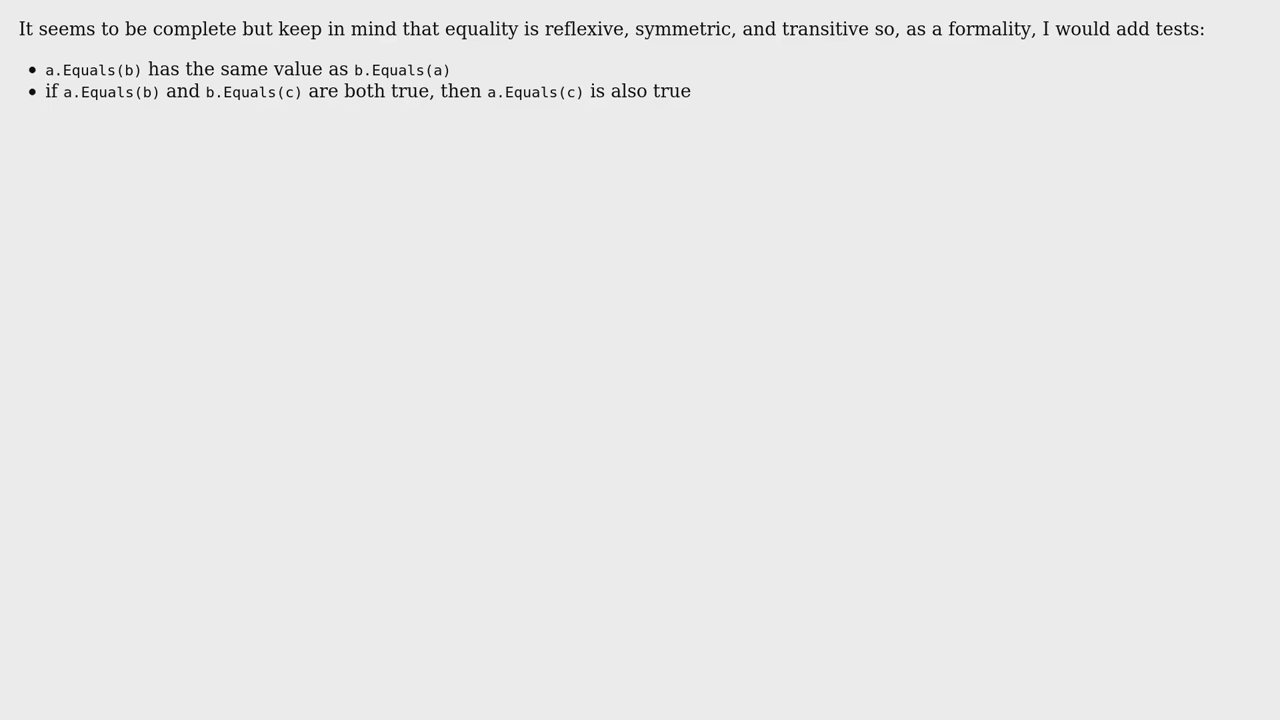 It seems to be complete but keep in mind that equality is reflexive, symmetric, and transitive so, as a formality, I would add tests:
• a.Equals(b) has the same value as b.Equals(a)
• if a.Equals(b) and b.Equals(c) are both true, then a.Equals(c) is also true